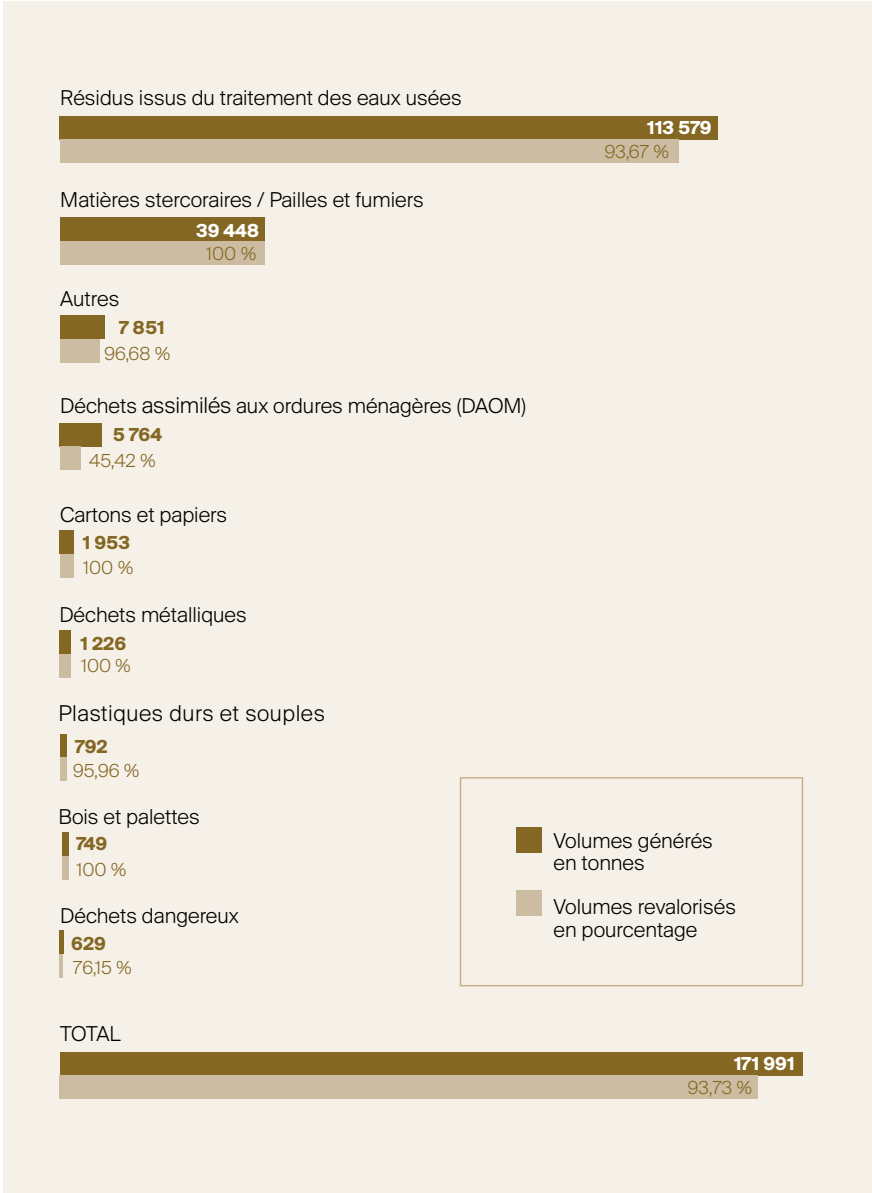 Résidus issus du traitement des eaux usées
113 579
93,67 %
Matières stercoraires / Pailles et fumiers
39 448
100 %
Autres
7 851
96,68 %
Déchets assimilés aux ordures ménagères (DAOM)
5 764
45,42 %
Cartons et papiers
1 953
100 %
Déchets métalliques
1 226
100 %
Plastiques durs et souples
792
95,96 %
Bois et palettes
749
100 %
Déchets dangereux
629
76,15 %
Volumes générés
en tonnes
Volumes revalorisés
en pourcentage
TOTAL
171 991
93,73 %